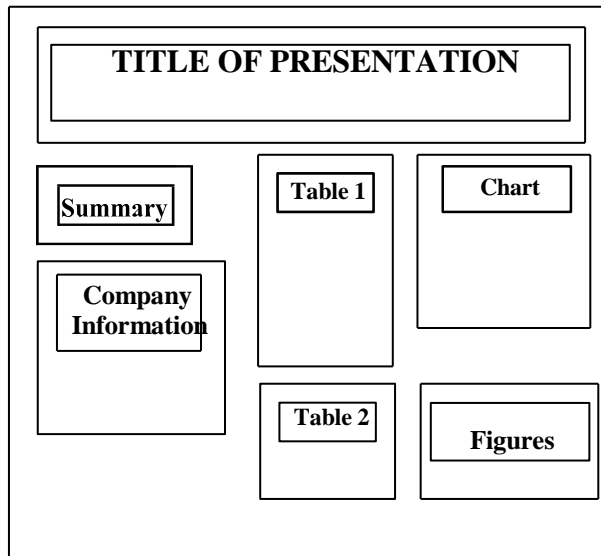 TITLE OF PRESENTATION
Summary
Company
Information
Table 1
Table 2
Chart
Figures